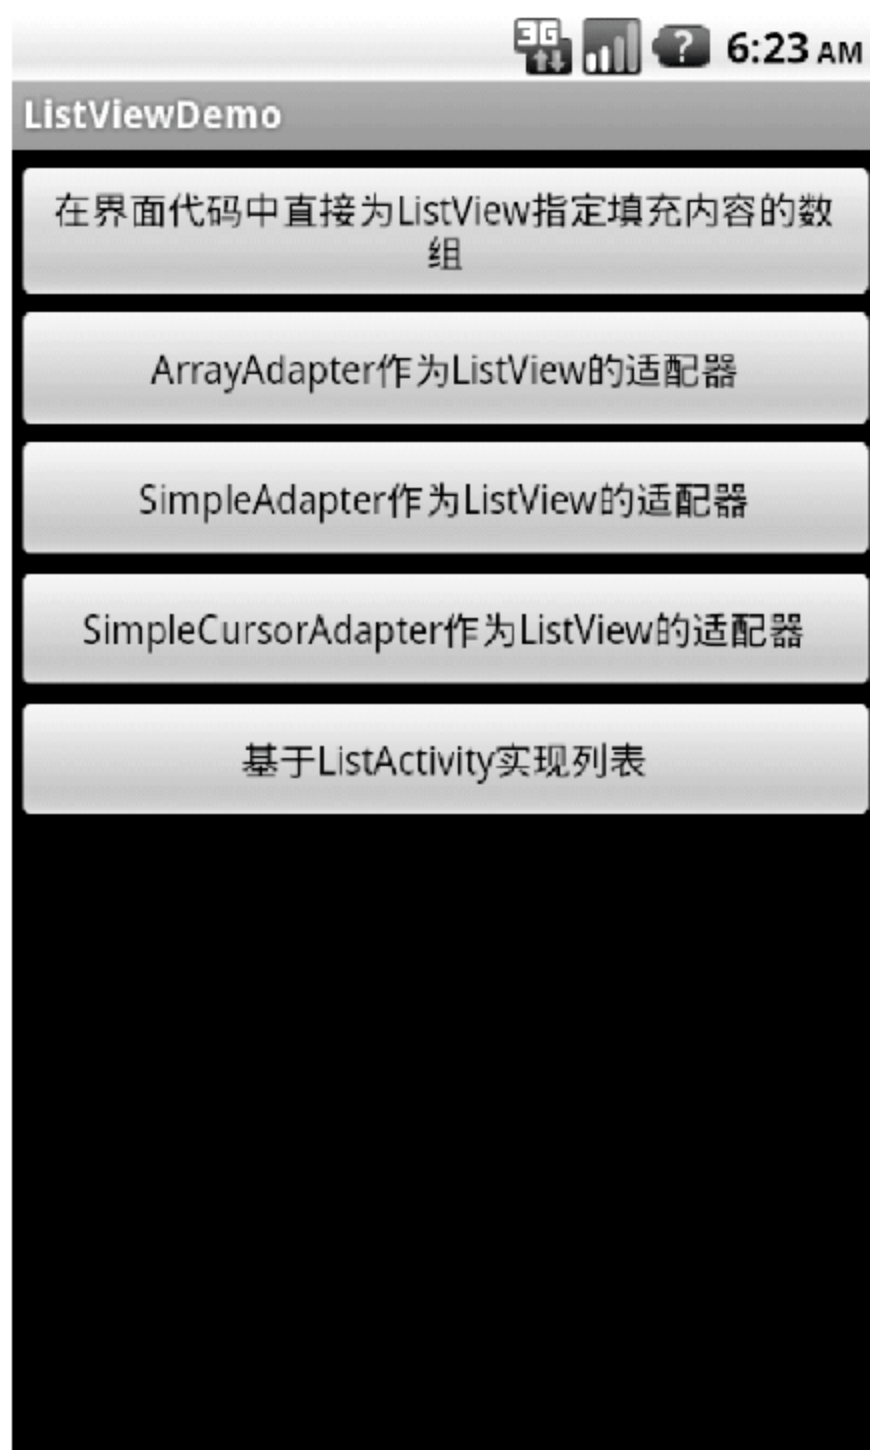 3G ? 6:23 AM
ListViewDemo
在界面代码中直接为ListView指定填充内容的数
组
ArrayAdapter作为ListView的适配器
SimpleAdapter作为ListView的适配器
SimpleCursorAdapter作为ListView的适配器
基于ListActivity实现列表